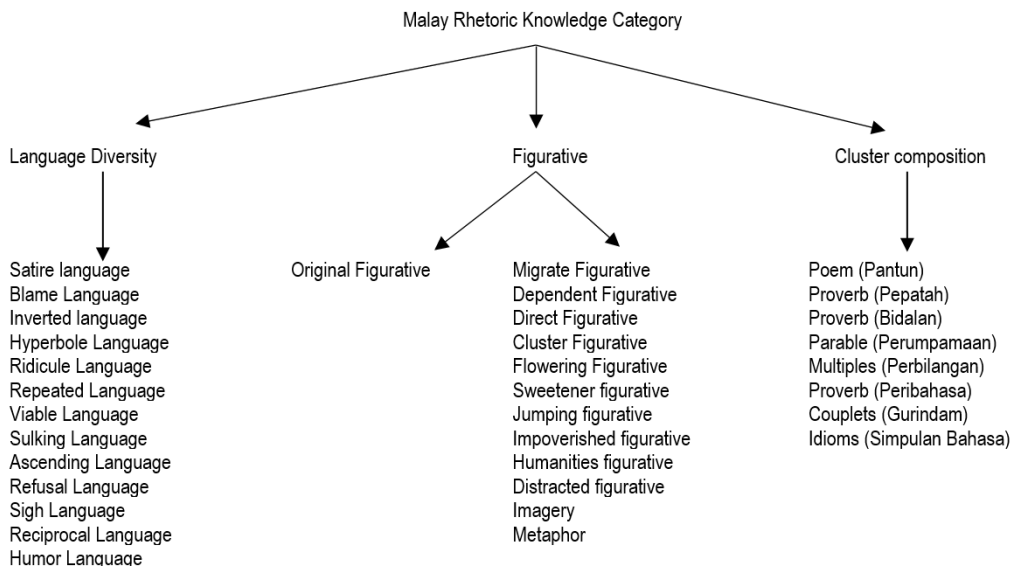 Malay Rhetoric Knowledge Category
Language Diversity
Figurative
Cluster composition
Satire language
Blame Language
Inverted language
Hyperbole Language
Ridicule Language
Repeated Language
Viable Language
Sulking Language
Ascending Language
Refusal Language
Sigh Language
Reciprocal Language
Humor Language
Original Figurative
Migrate Figurative
Dependent Figurative
Direct Figurative
Cluster Figurative
Flowering Figurative
Sweetener figurative
Jumping figurative
Impoverished figurative
Humanities figurative
Distracted figurative
Imagery
Metaphor
Poem (Pantun)
Proverb (Pepatah)
Proverb (Bidalan)
Parable (Perumpamaan)
Multiples (Perbilangan)
Proverb (Peribahasa)
Couplets (Gurindam)
Idioms (Simpulan Bahasa)